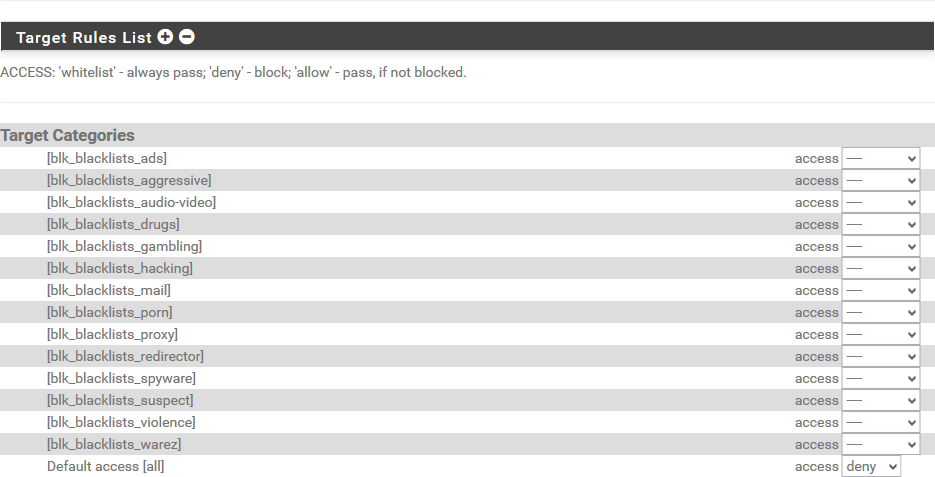 Target Rules List
ACCESS: 'whitelist' - always pass; 'deny' - block; 'allow' - pass, if not blocked.
Target Categories
[blk_blacklists_ads] access ----
[blk_blacklists_aggressive] access ----
[blk_blacklists_audio-video] access ----
[blk_blacklists_drugs] access ----
[blk_blacklists_gambling] access ----
[blk_blacklists_hacking] access ----
[blk_blacklists_mail] access ----
[blk_blacklists_porn] access ----
[blk_blacklists_proxy] access ----
[blk_blacklists_redirector] access ----
[blk_blacklists_spyware] access ----
[blk_blacklists_suspect] access ----
[blk_blacklists_violence] access ----
[blk_blacklists_warez] access ----
Default access [all] access deny